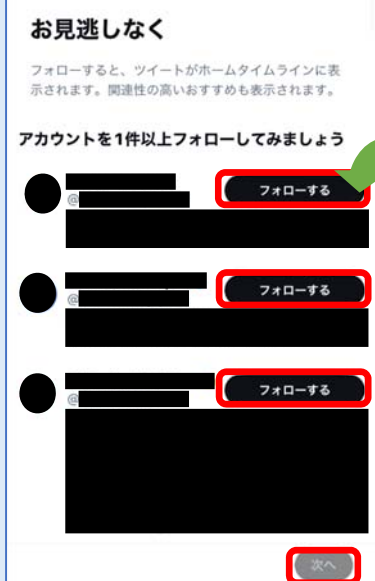 お見逃しなく
フォローすると、ツイートがホームタイムラインに表
示されます。関連性の高いおすすめも表示されます。
アカウントを1件以上フォローしてみましょう
フォローする
@
フォローする
@
フォローする
@
次へ